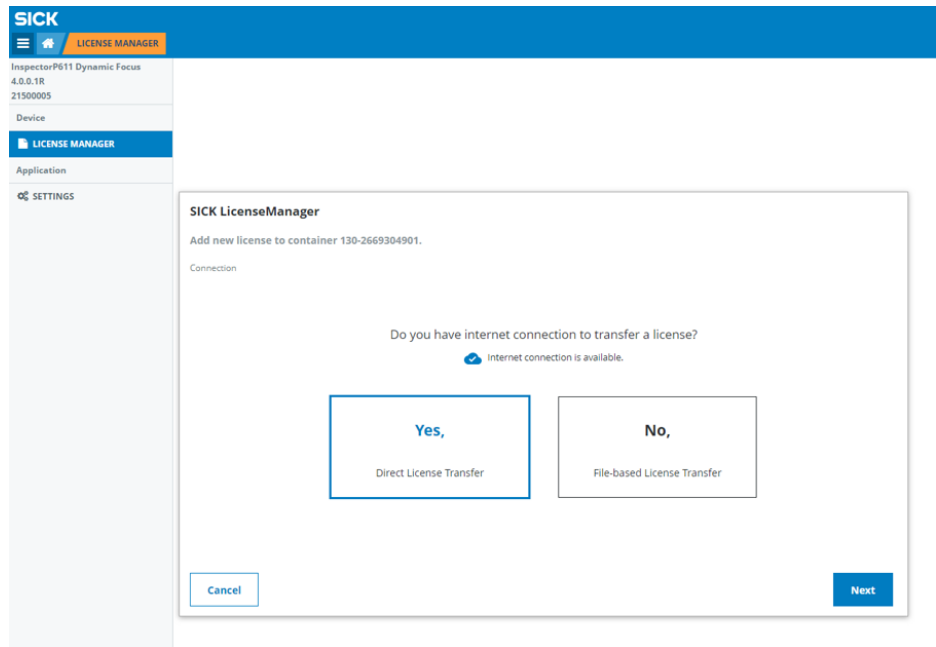 SICK
LICENSE MANAGER
InspectorP611 Dynamic Focus
4.0.0.1R
21500005
Device
LICENSE MANAGER
Application
SETTINGS
SICK LicenseManager
Add new license to container 130-2669304901.
Connection
Do you have internet connection to transfer a license?
Internet connection is available.
Yes,
Direct License Transfer
No,
File-based License Transfer
Cancel
Next